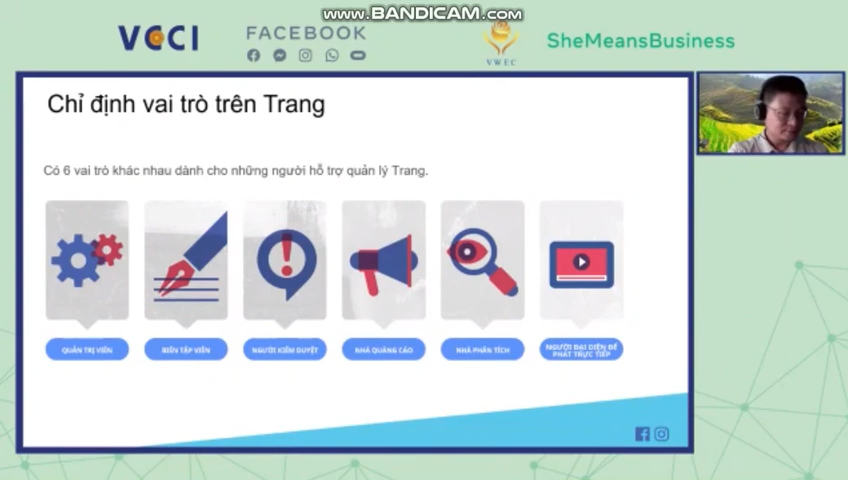 www.BANDICAM.com
VCCI
FACEBOOK
VWEC
SheMeansBusiness
Chỉ định vai trò trên Trang
Có 6 vai trò khác nhau dành cho những người hỗ trợ quản lý Trang.
QUẢN TRỊ VIÊN
BIÊN TẬP VIÊN
NGƯỜI KIỂM DUYỆT
NHÀ QUẢNG CÁO
NHÀ PHÂN TÍCH
NGƯỜI ĐẠI DIỆN ĐỂ
PHÁT TRỰC TIẾP